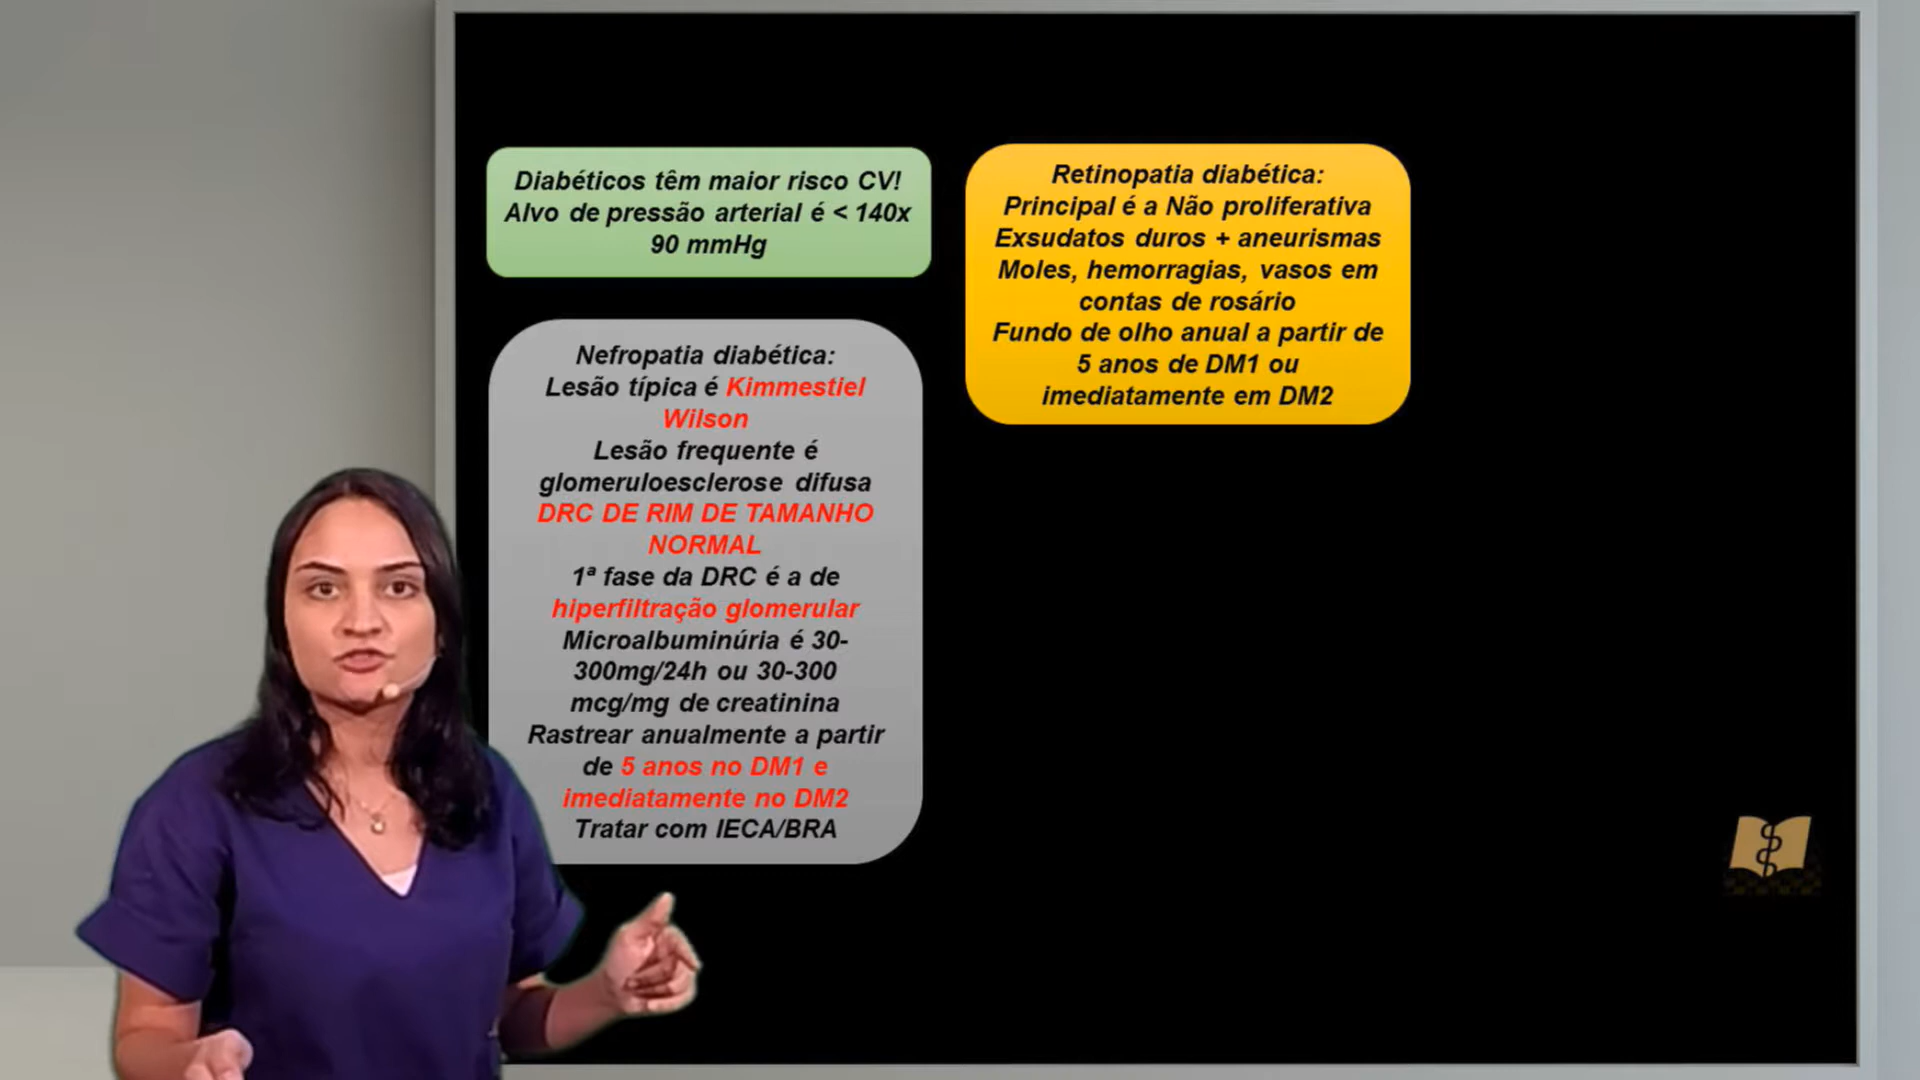 Diabéticos têm maior risco CV!
Alvo de pressão arterial é < 140x
90 mmHg
Nefropatia diabética:
Lesão típica é Kimmestiel
Wilson
Lesão frequente é
glomeruloesclerose difusa
DRC DE RIM DE TAMANHO
NORMAL
1ª fase da DRC é a de
hiperfiltração glomerular
Microalbuminúria é 30-
300mg/24h ou 30-300
mcg/mg de creatinina
Rastrear anualmente a partir
de 5 anos no DM1 e
imediatamente no DM2
Tratar com IECA/BRA
Retinopatia diabética:
Principal é a Não proliferativa
Exsudatos duros + aneurismas
Moles, hemorragias, vasos em
contas de rosário
Fundo de olho anual a partir de
5 anos de DM1 ou
imediatamente em DM2